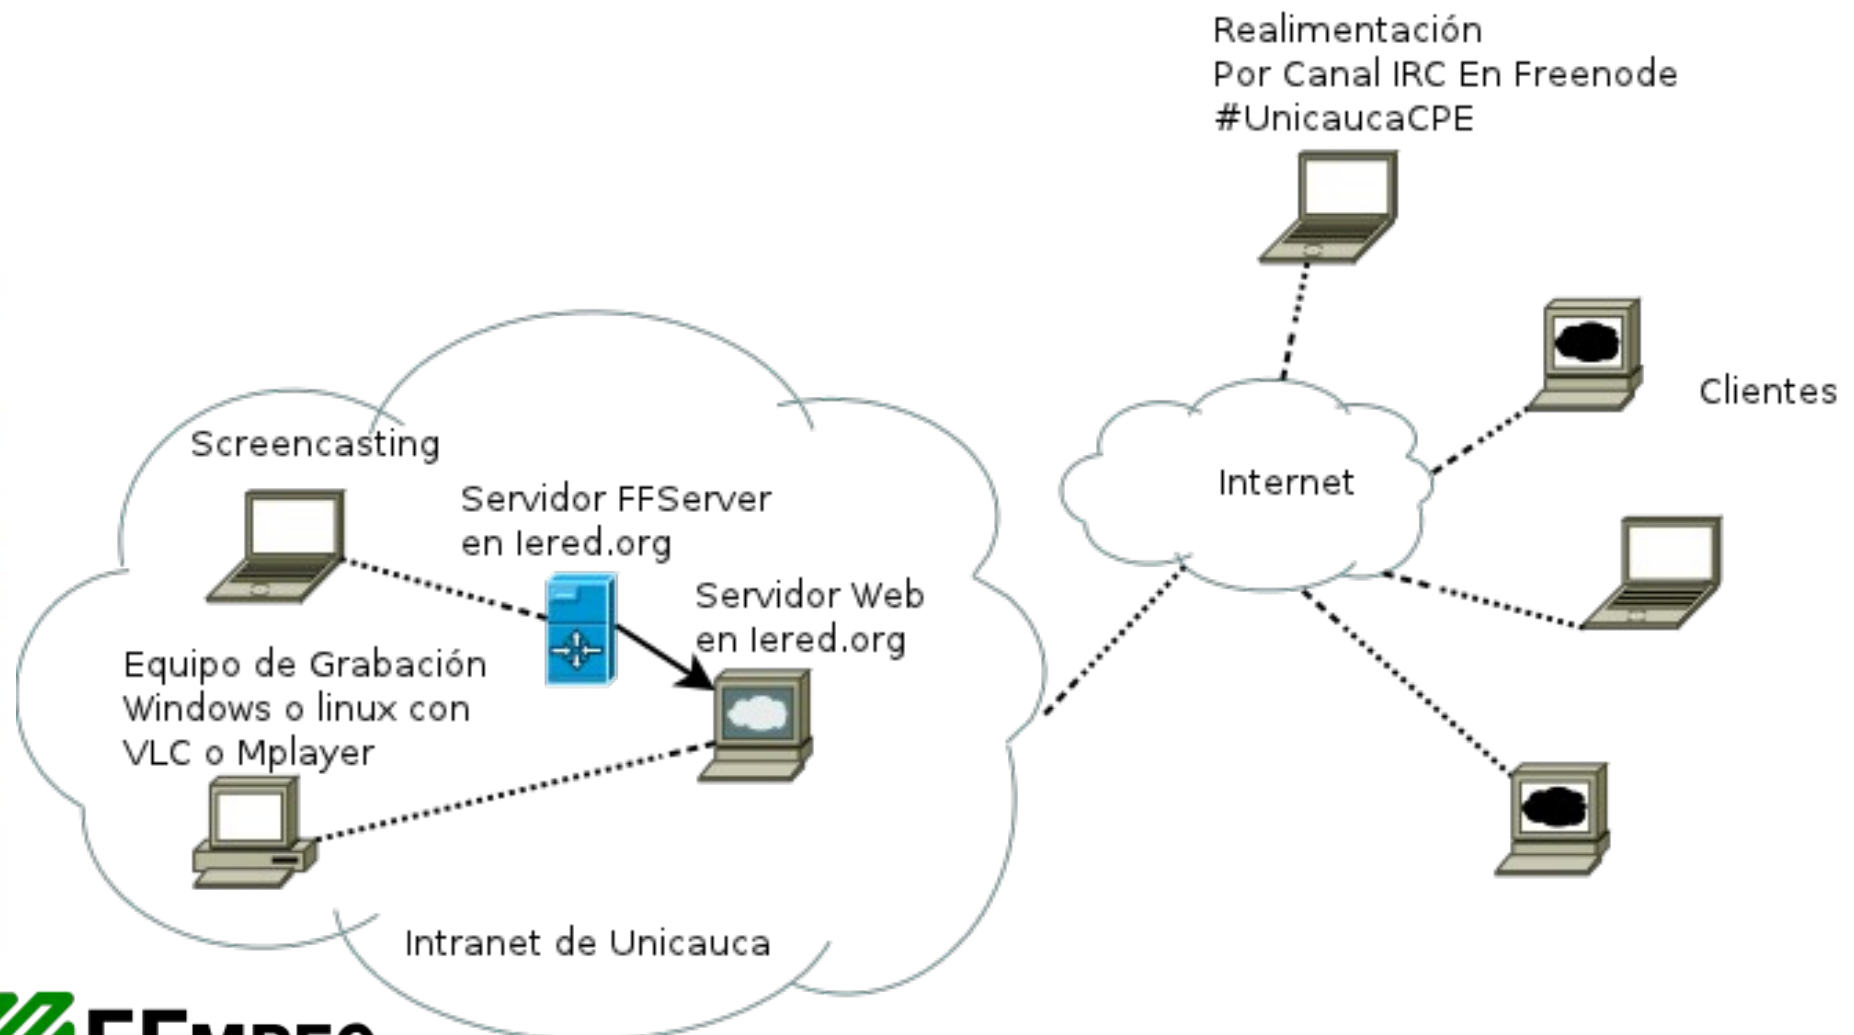 Realimentación
Por Canal IRC En Freenode
#UnicaucaCPE
Clientes
Internet
Screencasting
Servidor FFServer
en Iered.org
Servidor Web
en Iered.org
Equipo de Grabación
Windows o linux con
VLC o Mplayer
Intranet de Unicauca
FFMPEG